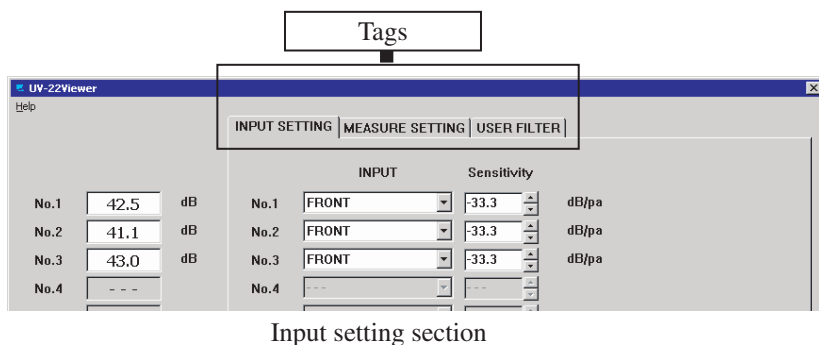 Tags
UV-22Viewer
Help
INPUT SETTING MEASURE SETTING USER FILTER
INPUT Sensitivity
No.1 42.5 dB No.1 FRONT -33.3 dB/pa
No.2 41.1 dB No.2 FRONT -33.3 dB/pa
No.3 43.0 dB No.3 FRONT -33.3 dB/pa
No.4 - - - No.4 - - - - - -
Input setting section